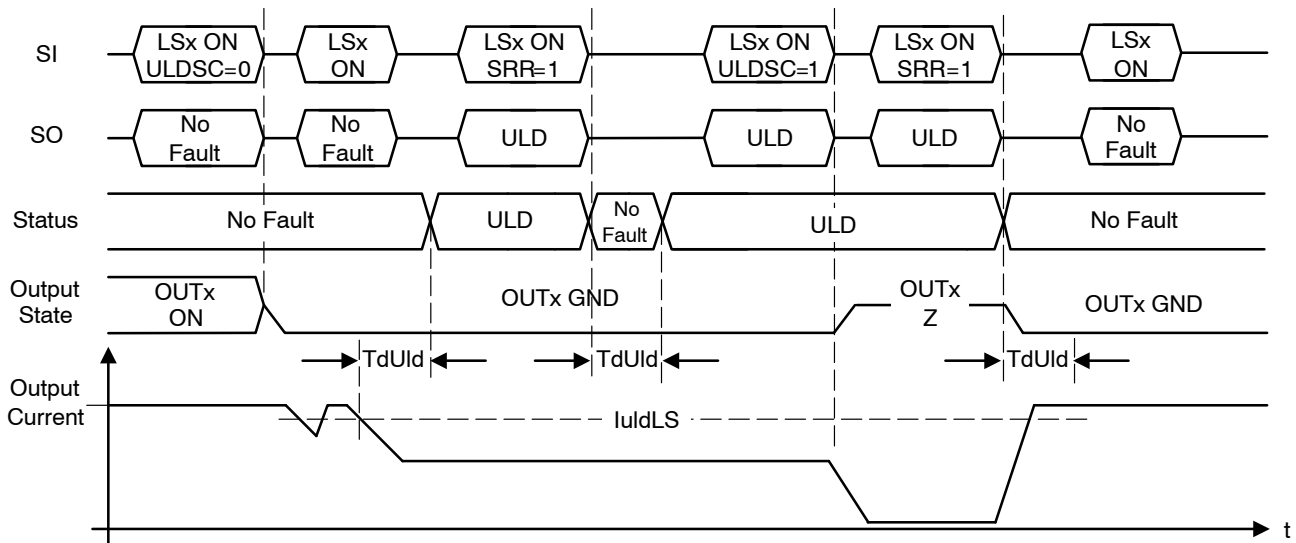 SI
LSx ON
ULDSC=0
LSx
ON
LSx ON
SRR=1
LSx ON
ULDSC=1
LSx ON
SRR=1
LSx
ON
SO
No
Fault
No
Fault
ULD
ULD
ULD
No
Fault
Status
No Fault
ULD
No
Fault
ULD
No Fault
Output
State
OUTx
ON
OUTx GND
OUTx
Z
OUTx GND
TdUld
TdUld
TdUld
Output
Current
IuldLS
t